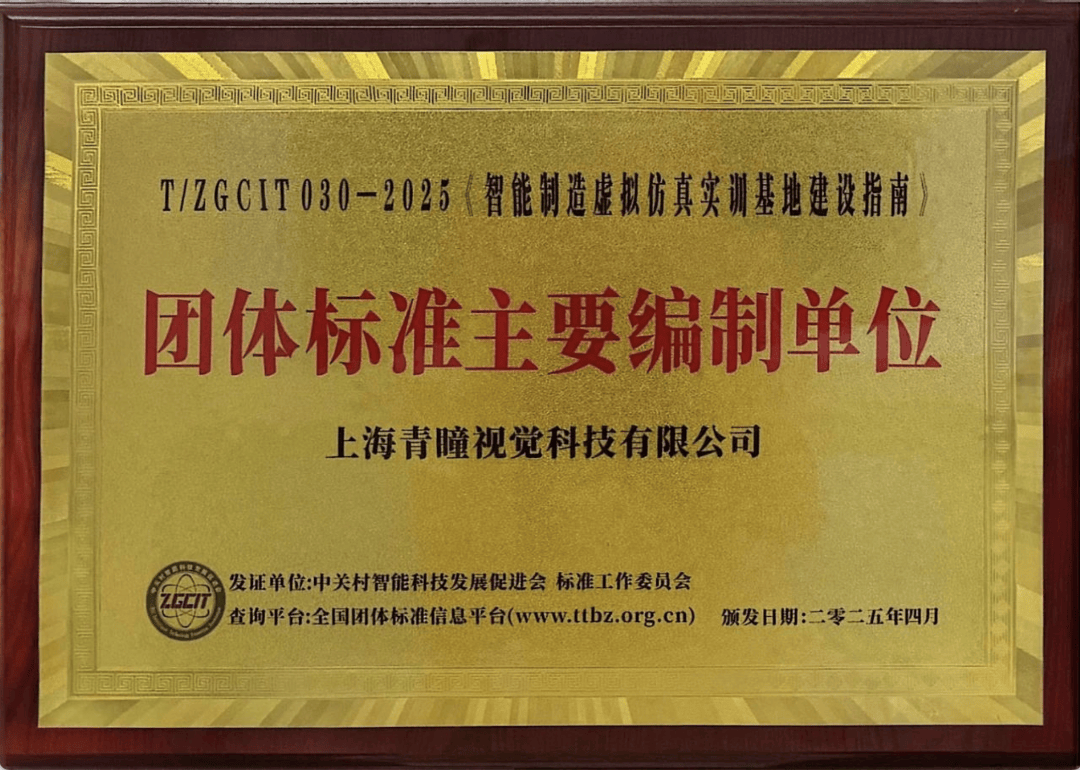 T/ZGCIT 030—2025《智能制造虚拟仿真实训基地建设指南》
团体标准主要编制单位
上海青瞳视觉科技有限公司
ZGCIT
发证单位:中关村智能科技发展促进会 标准工作委员会
查询平台:全国团体标准信息平台(www.ttbz.org.cn) 颁发日期:二零二五年四月